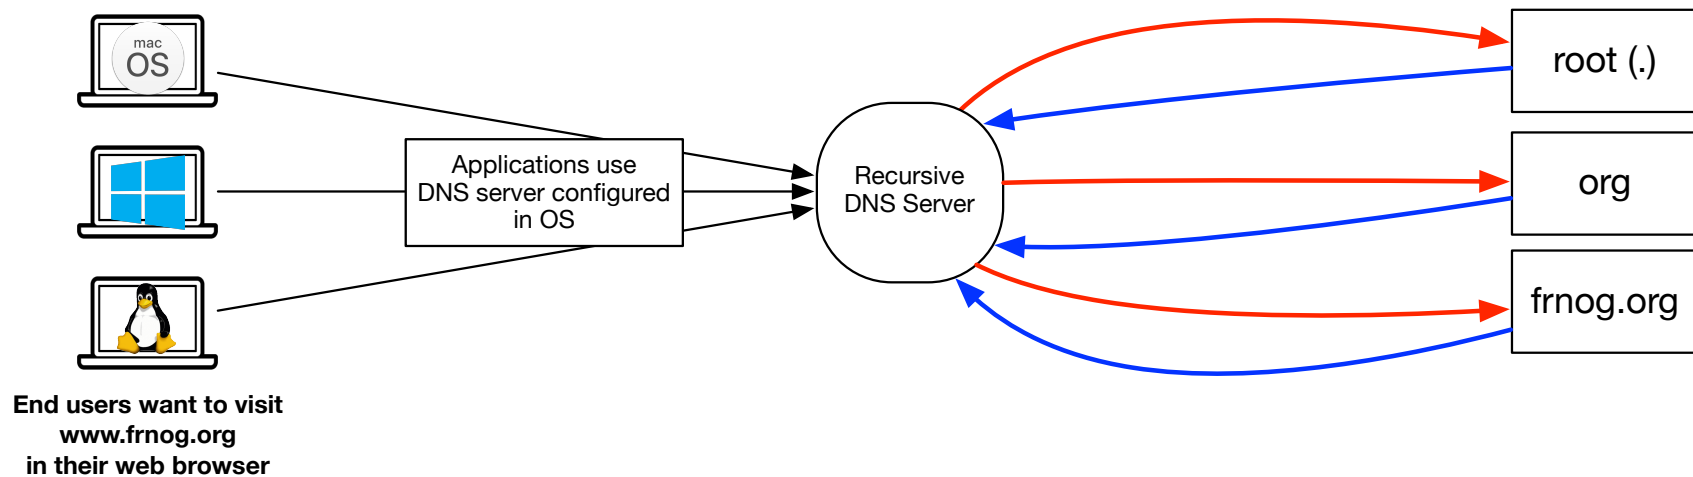 mac
OS
Applications use
DNS server configured
in OS
Recursive
DNS Server
root (.)
org
frnog.org
End users want to visit
www.frnog.org
in their web browser